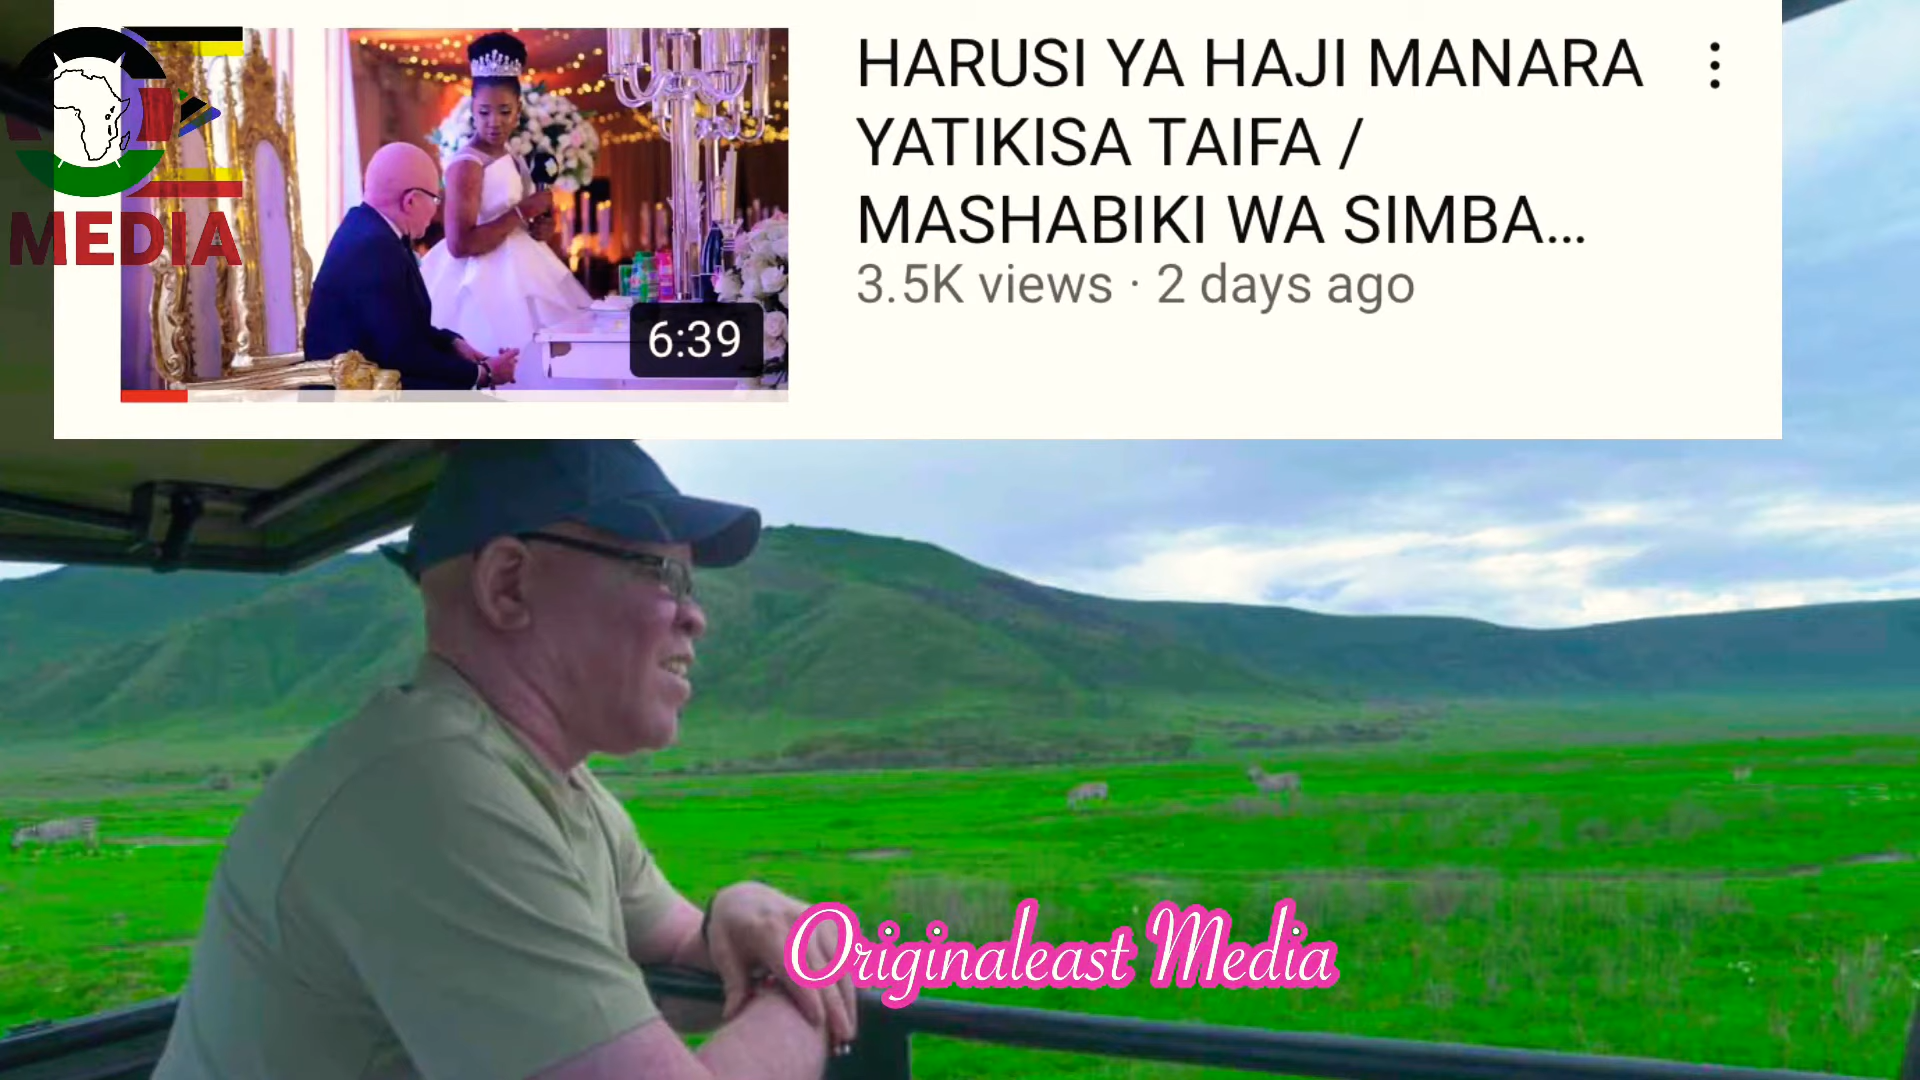 HARUSI YA HAJI MANARA
YATIKISA TAIFA /
MASHABIKI WA SIMBA...
3.5K views · 2 days ago
6:39
MEDIA
Originaleast Media